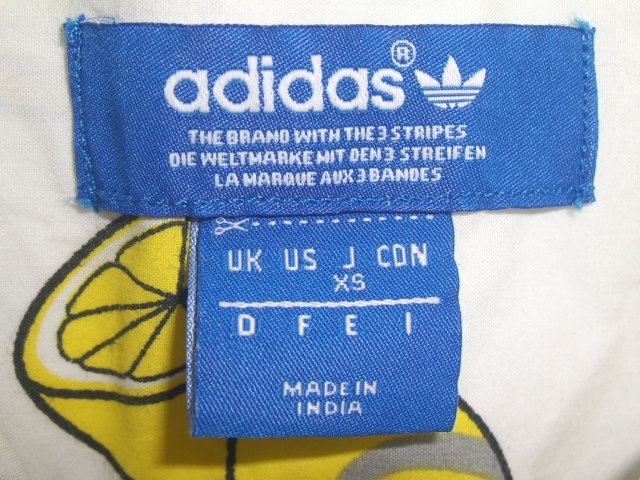 adidas®
THE BRAND WITH THE 3 STRIPES
DIE WELTMARKE MIT DEN 3 STREIFEN
LA MARQUE AUX 3 BANDES
UK US J CDN
XS
D F E I
MADE IN
INDIA